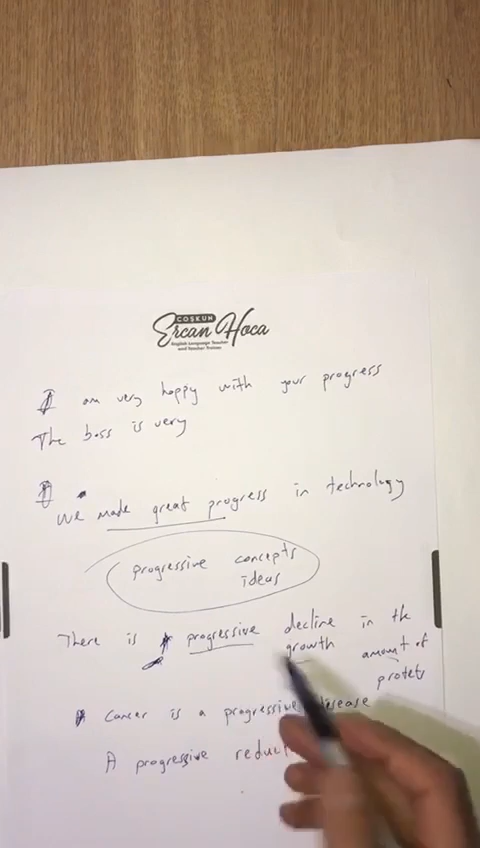 COŞKUN
Ercan Hoca
English Language Teacher
and Teacher Trainer
I am very happy with your progress
The boss is very
We made great progress in technology
progressive concepts
ideas
There is progressive decline in the
growth amount of
Cancer is a progressive disease
A progressive